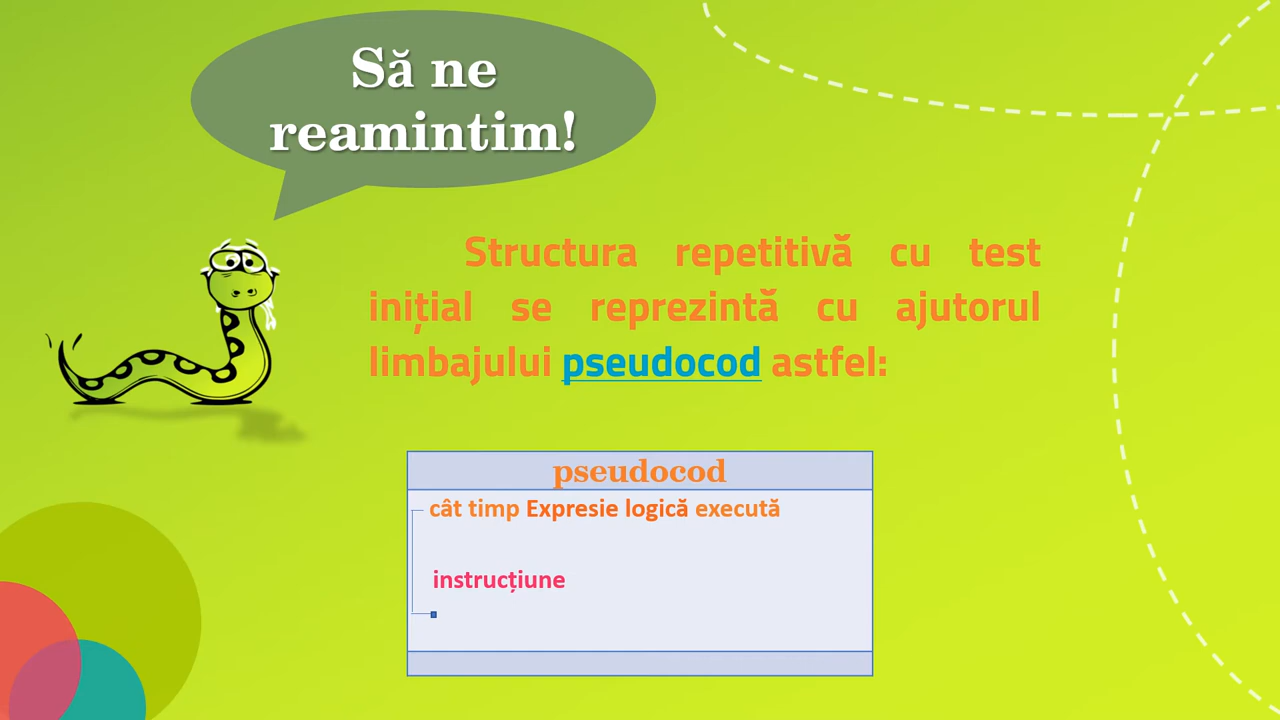 Să ne
reamintim!
Structura repetitivă cu test
inițial se reprezintă cu ajutorul
limbajului pseudocod astfel:
pseudocod
cât timp Expresie logică execută
instrucțiune